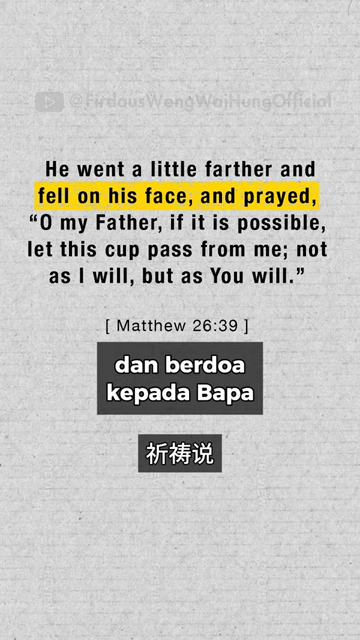 @FirdausWongWaiHungOfficial
He went a little farther and
fell on his face, and prayed,
“O my Father, if it is possible,
let this cup pass from me; not
as I will, but as You will.”
[ Matthew 26:39 ]
dan berdoa
kepada Bapa
祈祷说